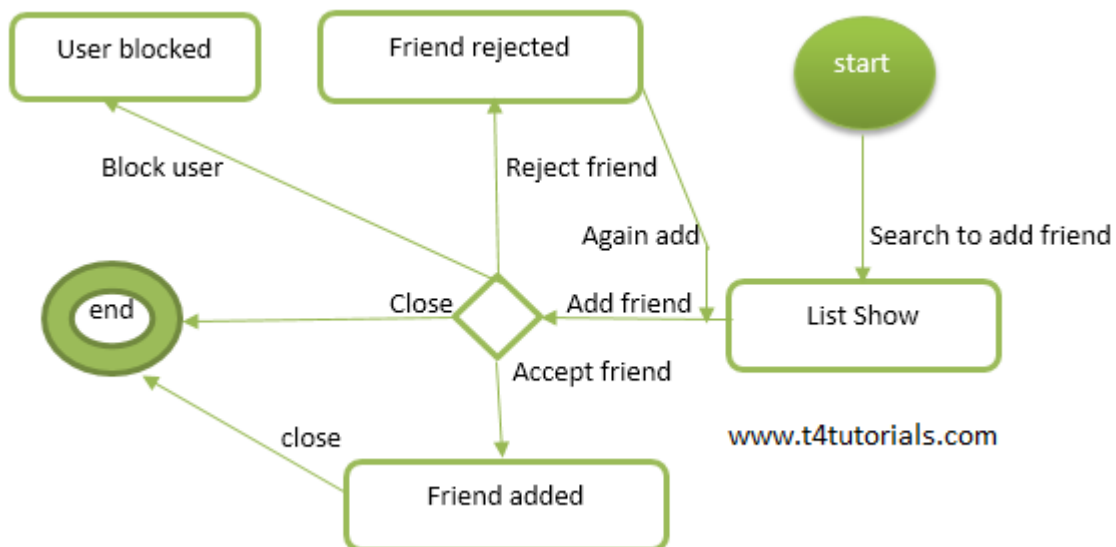 User blocked
Friend rejected
start
Block user
Reject friend
Again add
Search to add friend
end
Close
Add friend
List Show
Accept friend
close
www.t4tutorials.com
Friend added